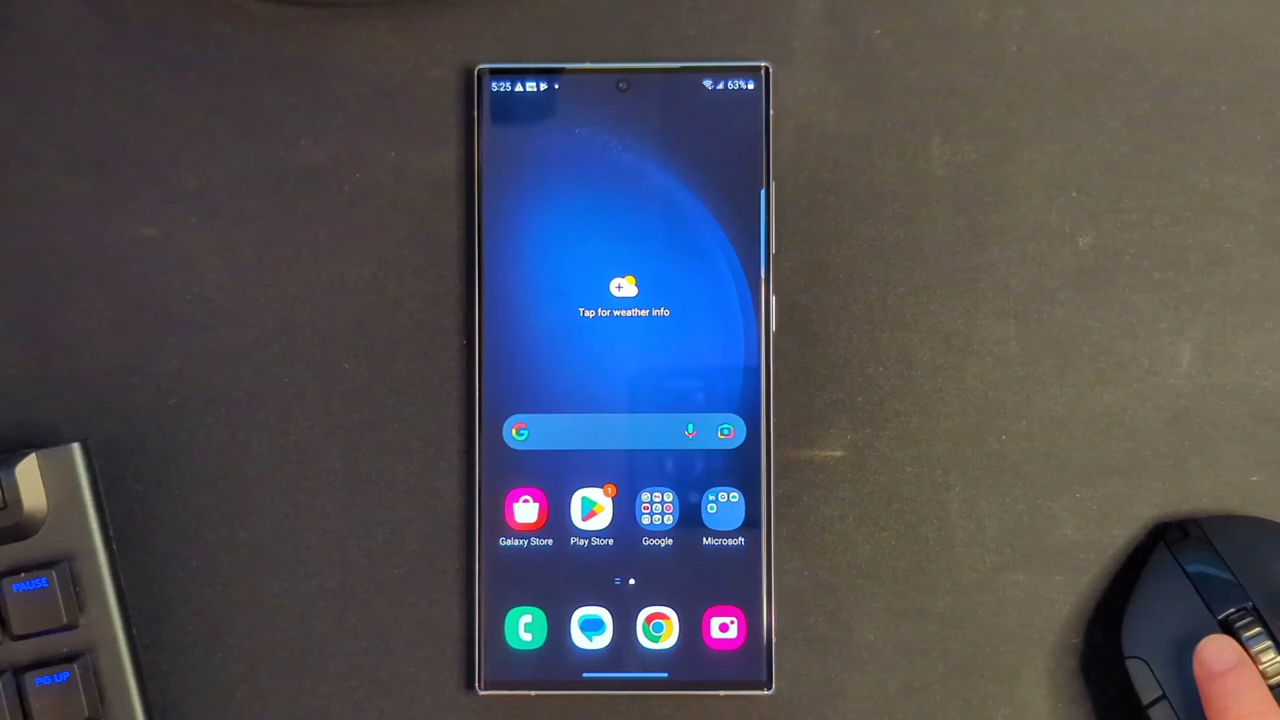 5:25
63%
Tap for weather info
Galaxy Store
Play Store
1
Google
Microsoft
PAUSE
PG UP